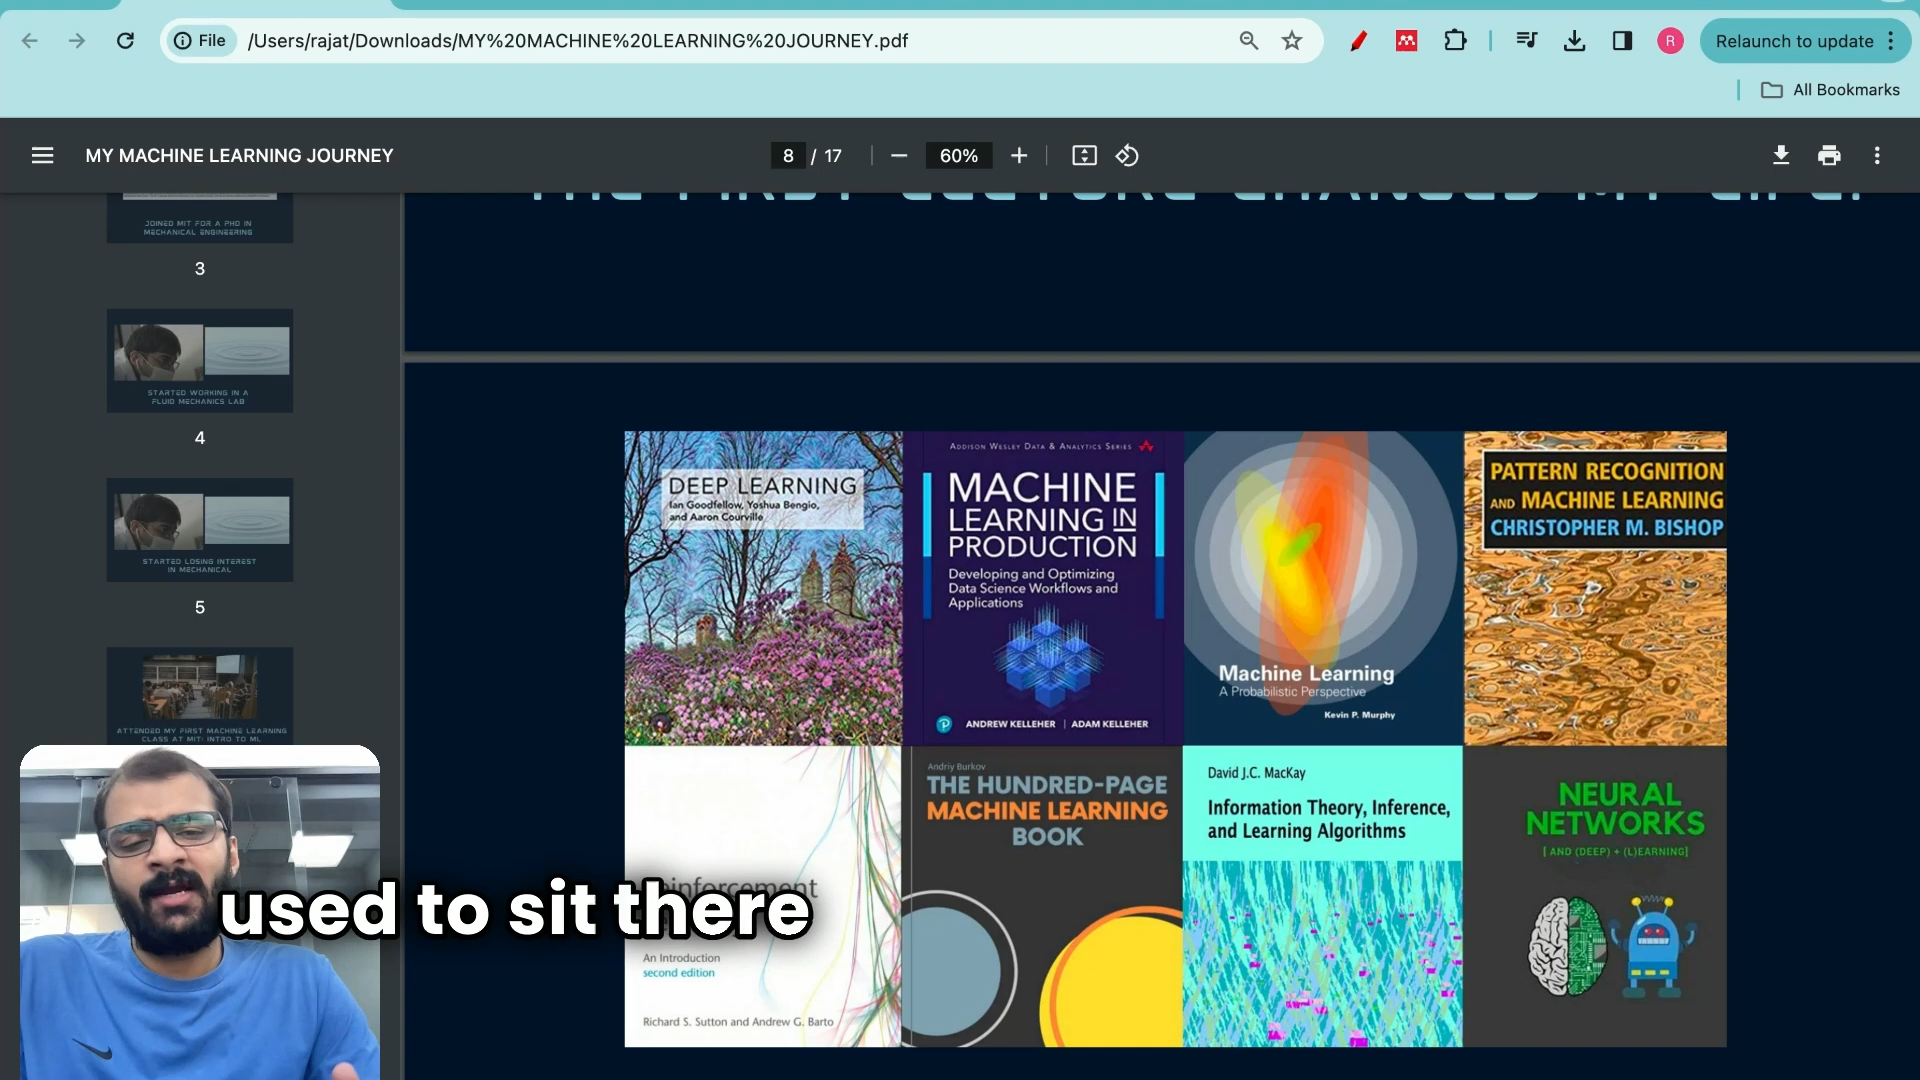 File
/Users/rajat/Downloads/MY%20MACHINE%20LEARNING%20JOURNEY.pdf
R
Relaunch to update
All Bookmarks
MY MACHINE LEARNING JOURNEY
8 / 17
60%
JOINED MIT FOR A PHD IN
MECHANICAL ENGINEERING
3
STARTED WORKING IN A
FLUID MECHANICS LAB
4
STARTED LOSING INTEREST
IN MECHANICAL
5
ATTENDED MY FIRST MACHINE LEARNING
CLASS AT MIT: INTRO TO ML
THE FIRST LECTURE CHANGED MY LIFE!
DEEP LEARNING
Ian Goodfellow, Yoshua Bengio,
and Aaron Courville
ADDISON WESLEY DATA & ANALYTICS SERIES
MACHINE
LEARNING IN
PRODUCTION
Developing and Optimizing
Data Science Workflows and
Applications
P
ANDREW KELLEHER | ADAM KELLEHER
Machine Learning
A Probabilistic Perspective
Kevin P. Murphy
PATTERN RECOGNITION
AND MACHINE LEARNING
CHRISTOPHER M. BISHOP
An Introduction
second edition
Richard S. Sutton and Andrew G. Barto
Andriy Burkov
THE HUNDRED-PAGE
MACHINE LEARNING
BOOK
David J.C. MacKay
Information Theory, Inference,
and Learning Algorithms
NEURAL
NETWORKS
[ AND (DEEP) + (L)EARNING]
used to sit there